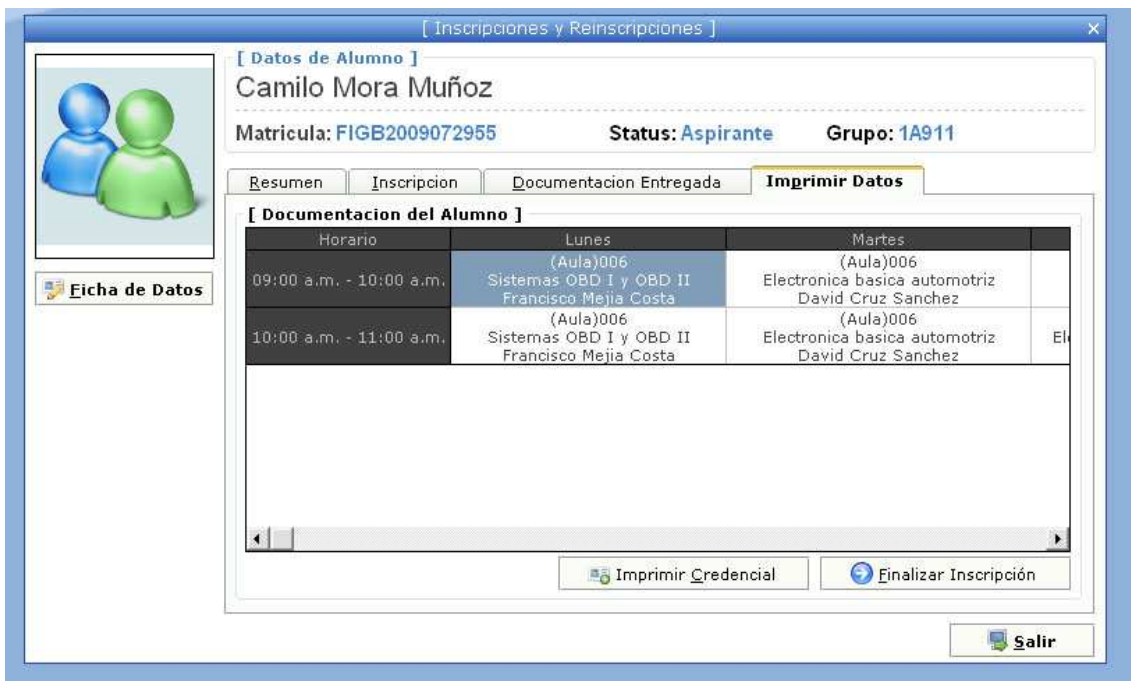 [ Inscripciones y Reinscripciones ]
[ Datos de Alumno ]
Camilo Mora Muñoz
Matricula: FIGB2009072955 Status: Aspirante Grupo: 1A911
Resumen Inscripcion Documentacion Entregada Imprimir Datos
[ Documentacion del Alumno ]
Horario Lunes Martes
09:00 a.m. - 10:00 a.m. (Aula)006 (Aula)006
Sistemas OBD I y OBD II Electronica basica automotriz
Francisco Mejia Costa David Cruz Sanchez
10:00 a.m. - 11:00 a.m. (Aula)006 (Aula)006
Sistemas OBD I y OBD II Electronica basica automotriz
Francisco Mejia Costa David Cruz Sanchez
Ficha de Datos
Imprimir Credencial Finalizar Inscripción
Salir